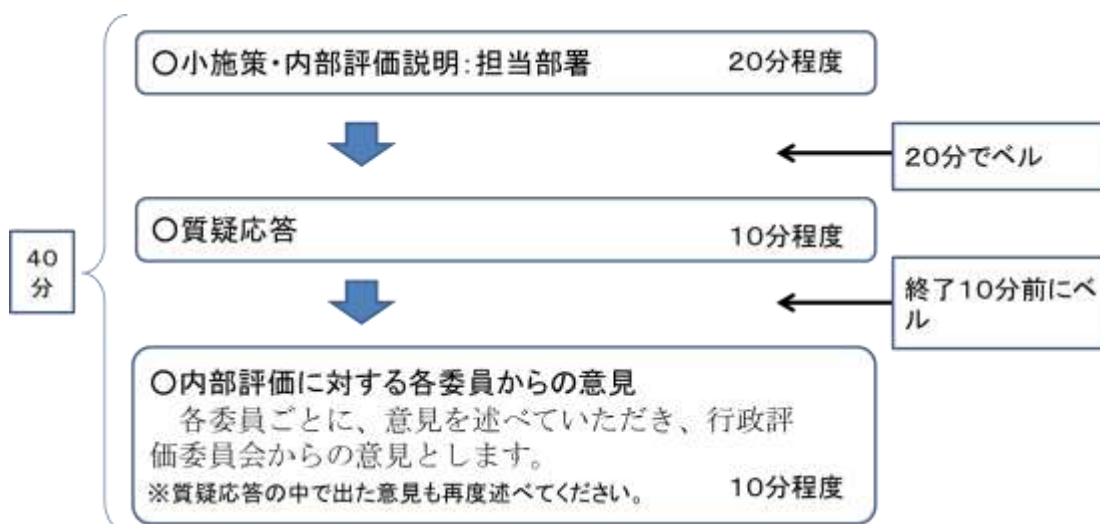 〇小施策・内部評価説明:担当部署 20分程度
20分でベル
〇質疑応答 10分程度
40
分
終了10分前にベ
ル
〇内部評価に対する各委員からの意見
各委員ごとに、意見を述べていただき、行政評
価委員会からの意見とします。
※質疑応答の中で出た意見も再度述べてください。 10分程度